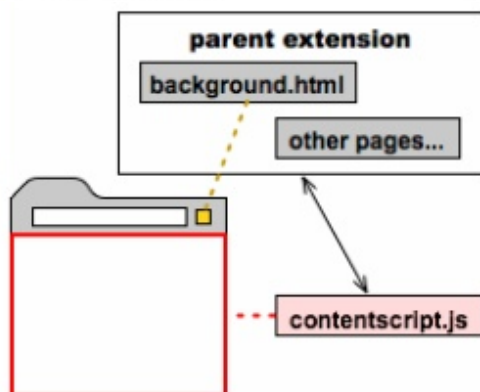 parent extension
background.html
other pages...
contentscript.js